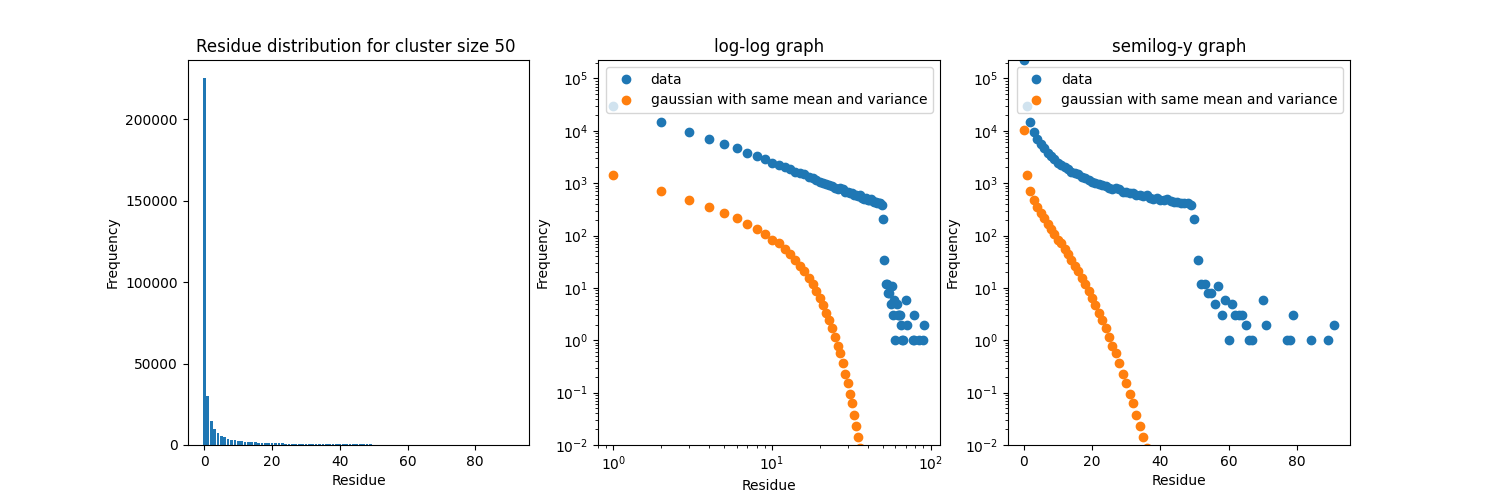 Residue distribution for cluster size 50
Frequency
200000
150000
100000
50000
0
0
20
40
60
80
Residue
log-log graph
data
gaussian with same mean and variance
Frequency
10^5
10^4
10^3
10^2
10^1
10^0
10^-1
10^-2
10^0
10^1
10^2
Residue
semilog-y graph
data
gaussian with same mean and variance
Frequency
10^5
10^4
10^3
10^2
10^1
10^0
10^-1
10^-2
0
20
40
60
80
Residue